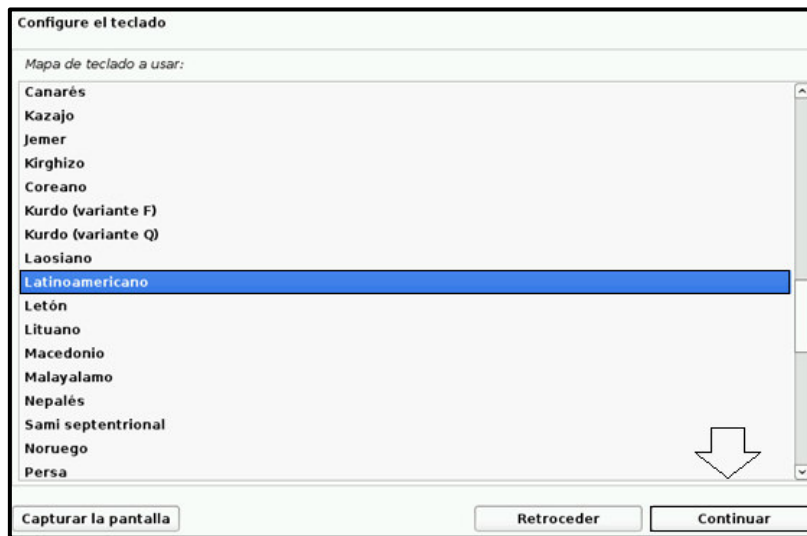 Configure el teclado
Mapa de teclado a usar:
Canarés
Kazajo
Jemer
Kirghizo
Coreano
Kurdo (variante F)
Kurdo (variante Q)
Laosiano
Latinoamericano
Letón
Lituano
Macedonio
Malayalamo
Nepalés
Sami septentrional
Noruego
Persa
Capturar la pantalla Retroceder Continuar